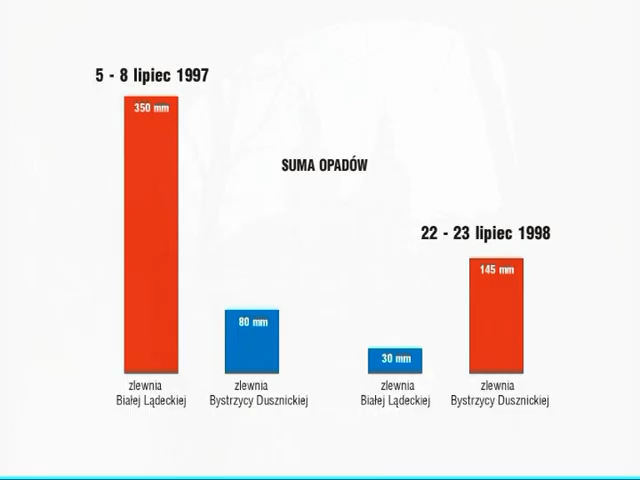 5 - 8 lipiec 1997
350 mm
SUMA OPADÓW
22 - 23 lipiec 1998
145 mm
80 mm
30 mm
zlewnia
Białej Lądeckiej
zlewnia
Bystrzycy Dusznickiej
zlewnia
Białej Lądeckiej
zlewnia
Bystrzycy Dusznickiej